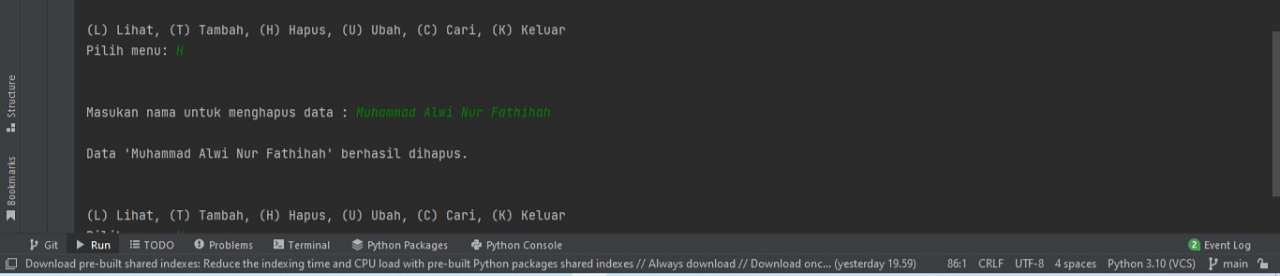 (L) Lihat, (T) Tambah, (H) Hapus, (U) Ubah, (C) Cari, (K) Keluar
Pilih menu: H
Masukan nama untuk menghapus data : Muhammad Alwi Nur Fathihah
Data 'Muhammad Alwi Nur Fathihah' berhasil dihapus.
(L) Lihat, (T) Tambah, (H) Hapus, (U) Ubah, (C) Cari, (K) Keluar
Structure
Bookmarks
Git Run TODO Problems Terminal Python Packages Python Console 2 Event Log
Download pre-built shared indexes: Reduce the indexing time and CPU load with pre-built Python packages shared indexes // Always download // Download onc... (yesterday 19.59) 86:1 CRLF UTF-8 4 spaces Python 3.10 (VCS) main